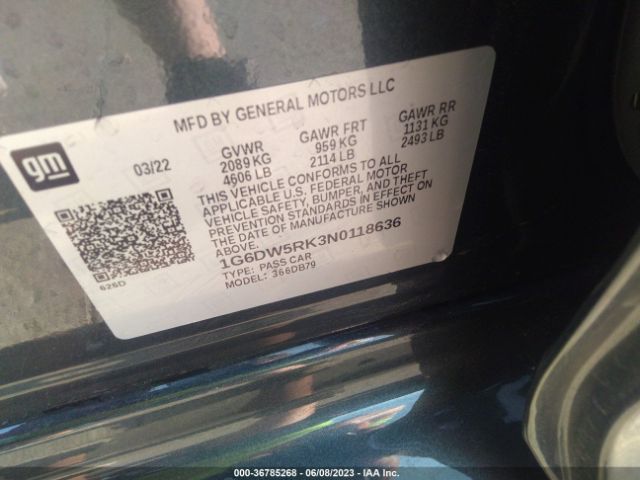 MFD BY GENERAL MOTORS LLC
gm
03/22
GVWR
2089 KG
4606 LB
GAWR FRT
959 KG
2114 LB
GAWR RR
1131 KG
2493 LB
THIS VEHICLE CONFORMS TO ALL
APPLICABLE U.S. FEDERAL MOTOR
VEHICLE SAFETY, BUMPER, AND THEFT
PREVENTION STANDARDS IN EFFECT ON
THE DATE OF MANUFACTURE SHOWN
ABOVE.
1G6DW5RK3N0118636
TYPE: PASS CAR
MODEL: 366DB79
626D
000-36785268 - 06/08/2023 - IAA Inc.